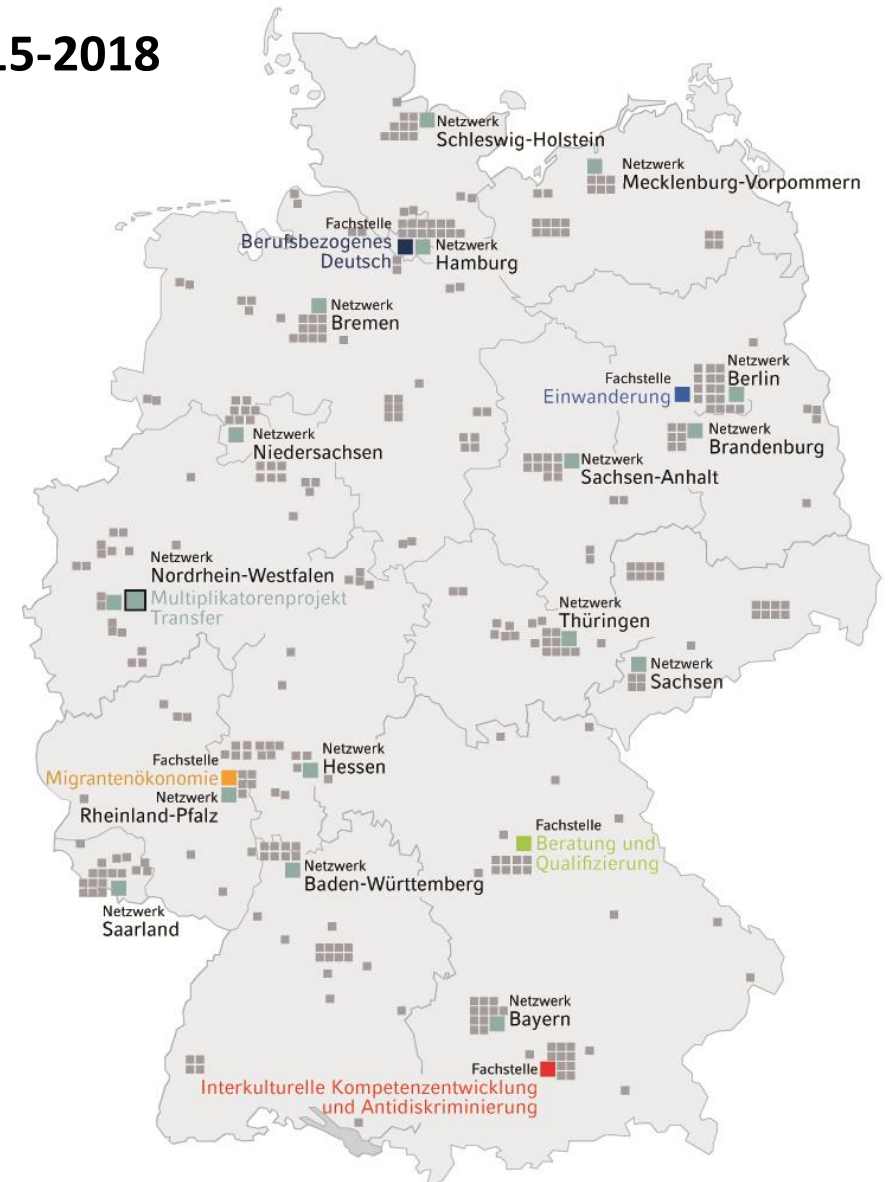 15-2018
Netzwerk
Schleswig-Holstein
Netzwerk
Mecklenburg-Vorpommern
Fachstelle
Berufsbezogenes
Deutsch
Netzwerk
Hamburg
Netzwerk
Bremen
Netzwerk
Berlin
Fachstelle
Einwanderung
Netzwerk
Brandenburg
Netzwerk
Niedersachsen
Netzwerk
Sachsen-Anhalt
Netzwerk
Nordrhein-Westfalen
Multiplikatorenprojekt
Transfer
Netzwerk
Thüringen
Netzwerk
Sachsen
Netzwerk
Hessen
Fachstelle
Migrantenökonomie
Netzwerk
Rheinland-Pfalz
Fachstelle
Beratung und
Qualifizierung
Netzwerk
Baden-Württemberg
Netzwerk
Saarland
Netzwerk
Bayern
Fachstelle
Interkulturelle Kompetenzentwicklung
und Antidiskriminierung